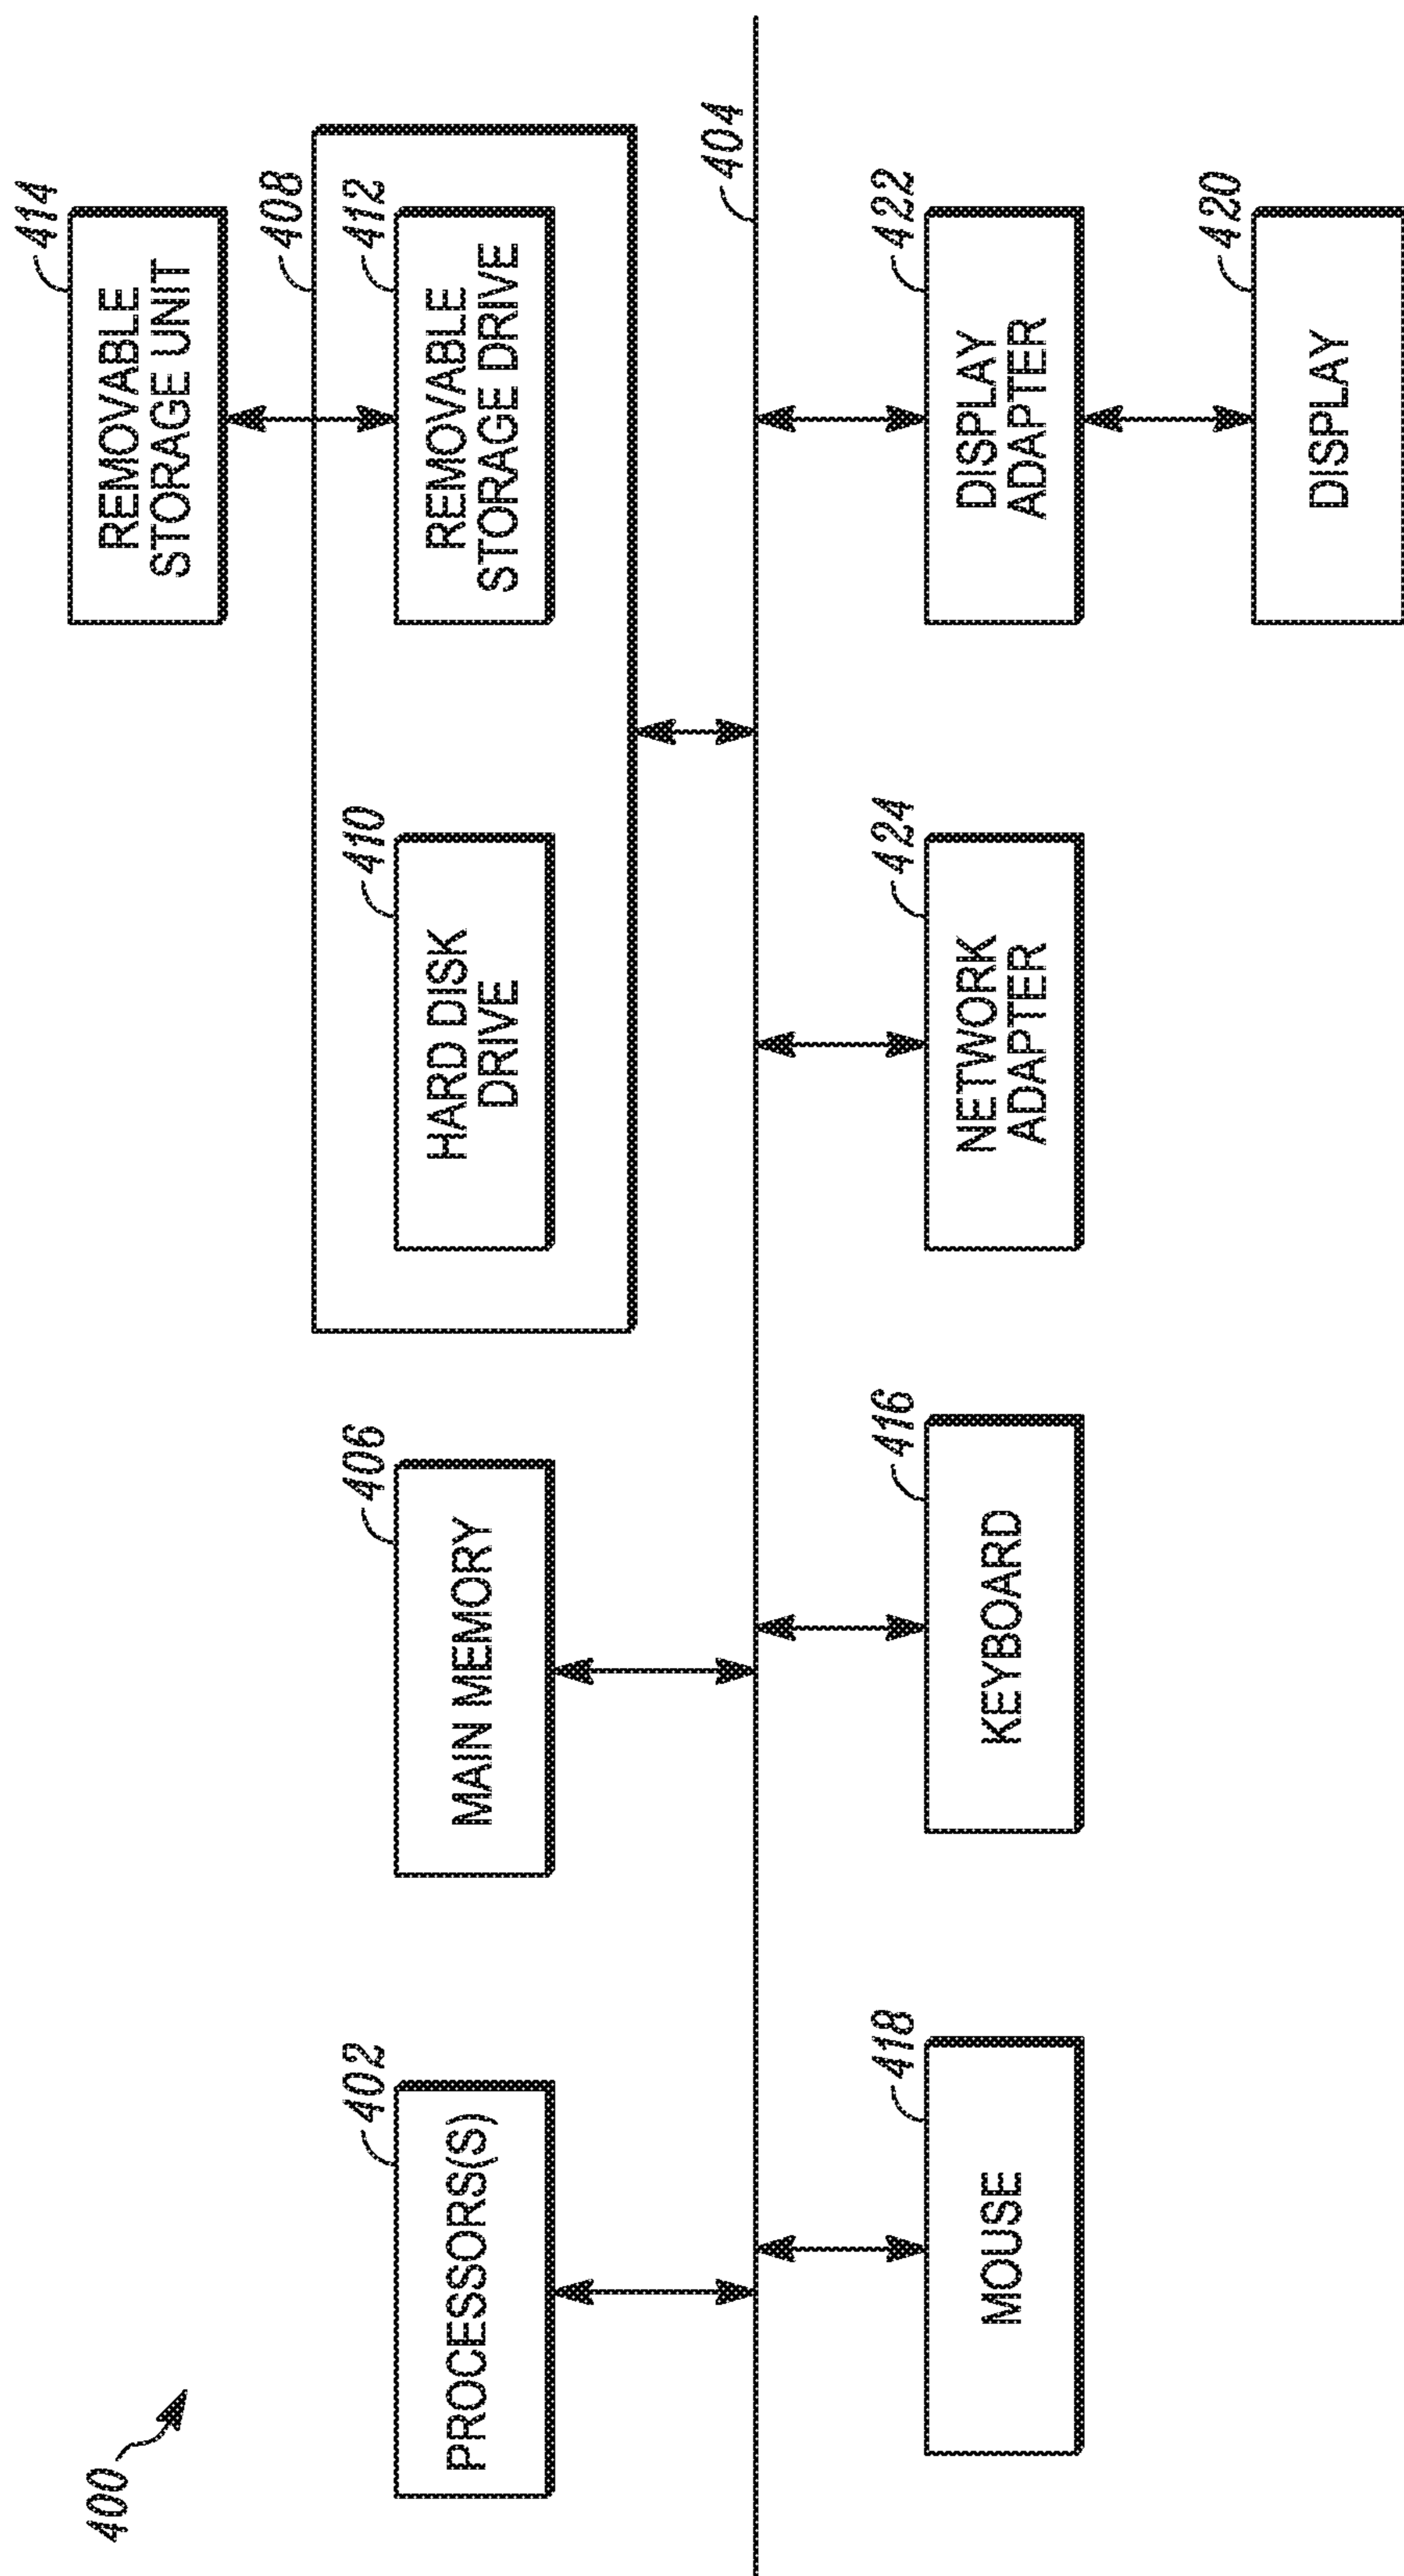 400
414
REMOVABLE
STORAGE UNIT
408
402
PROCESSORS(S)
406
MAIN MEMORY
410
HARD DISK
DRIVE
412
REMOVABLE
STORAGE DRIVE
404
418
MOUSE
416
KEYBOARD
424
NETWORK
ADAPTER
422
DISPLAY
ADAPTER
420
DISPLAY